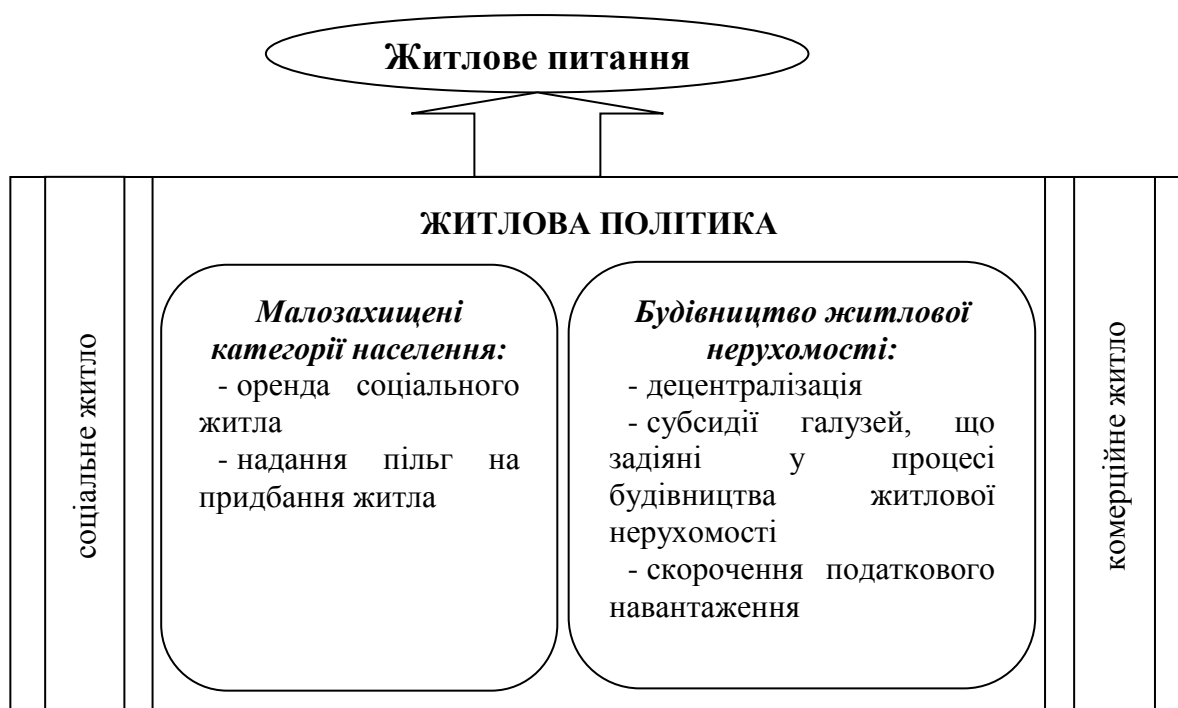 Житлове питання
ЖИТЛОВА ПОЛІТИКА
соціальне житло
Малозахищені
категорії населення:
- оренда соціального
житла
- надання пільг на
придбання житла
Будівництво житлової
нерухомості:
- децентралізація
- субсидії галузей, що
задіяні у процесі
будівництва житлової
нерухомості
- скорочення податкового
навантаження
комерційне житло